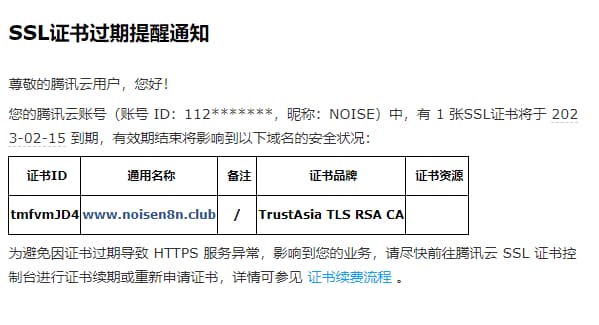 SSL证书过期提醒通知
尊敬的腾讯云用户，您好！
您的腾讯云账号（账号 ID：112*******，昵称：NOISE）中，有 1 张SSL证书将于 202
3-02-15 到期，有效期结束将影响到以下域名的安全状况：
证书ID 通用名称 备注 证书品牌 证书资源
tmfvmJD4 www.noisen8n.club / TrustAsia TLS RSA CA
为避免因证书过期导致 HTTPS 服务异常，影响到您的业务，请尽快前往腾讯云 SSL 证书控
制台进行证书续期或重新申请证书，详情可参见 证书续费流程 。